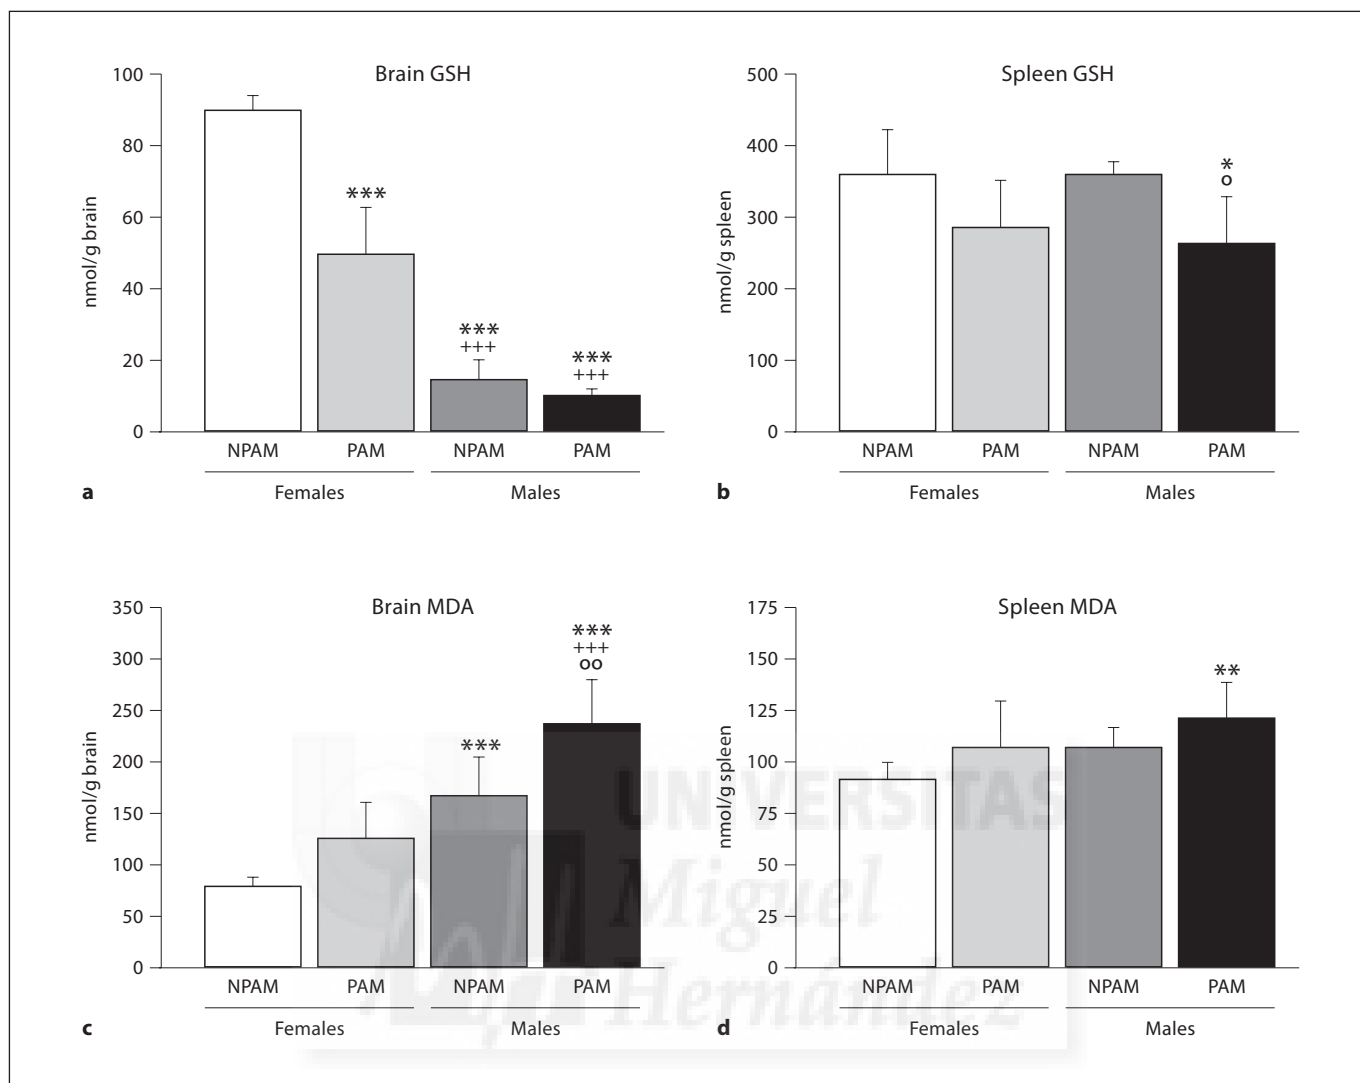 Brain GSH
100
80
60
40
20
0
nmol/g brain
***
***
+++
***
+++
NPAM PAM NPAM PAM
Females Males
a
Spleen GSH
500
400
300
200
100
0
nmol/g spleen
*
o
NPAM PAM NPAM PAM
Females Males
b
Brain MDA
350
300
250
200
150
100
50
0
nmol/g brain
***
***
+++
oo
NPAM PAM NPAM PAM
Females Males
c
Spleen MDA
175
150
125
100
75
50
25
0
nmol/g spleen
**
NPAM PAM NPAM PAM
Females Males
d
UNIVERSITAS
Miguel
Hernández